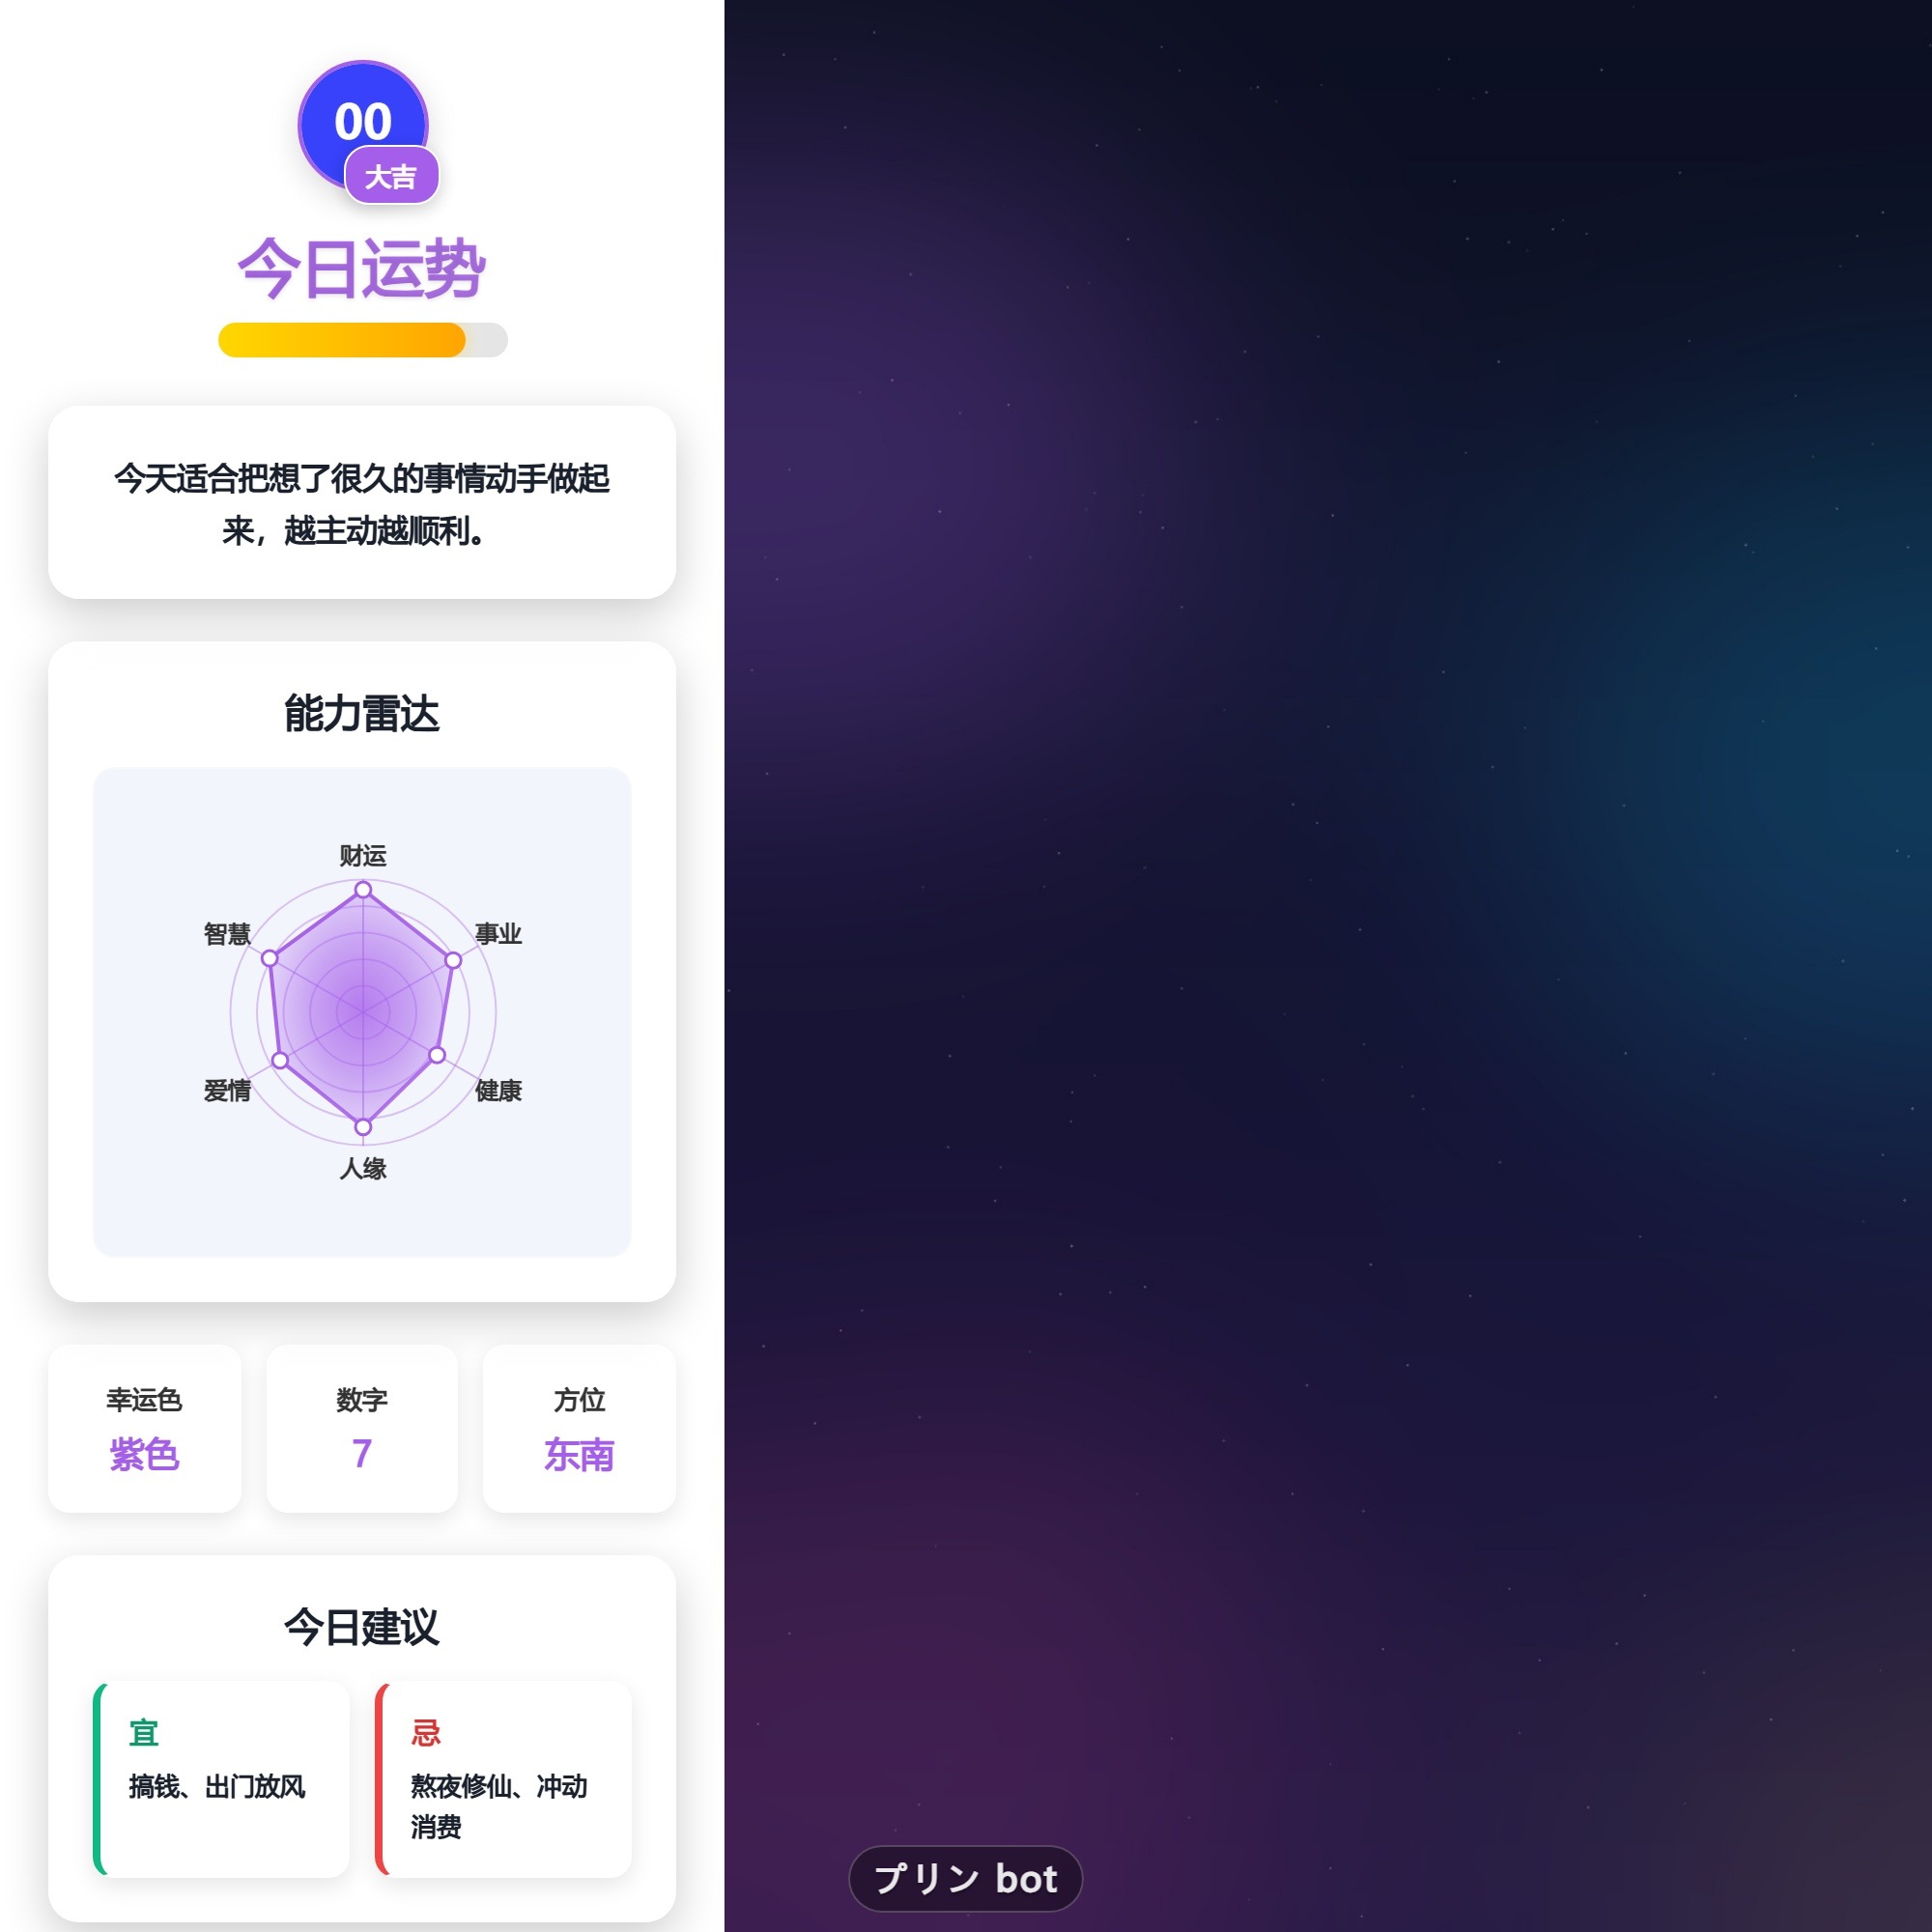 00
大吉
今日运势
今天适合把想了很久的事情动手做起
来，越主动越顺利。
能力雷达
财运
智慧
事业
爱情
健康
人缘
幸运色
紫色
数字
7
方位
东南
今日建议
宜
搞钱、出门放风
忌
熬夜修仙、冲动
消费
プリン bot